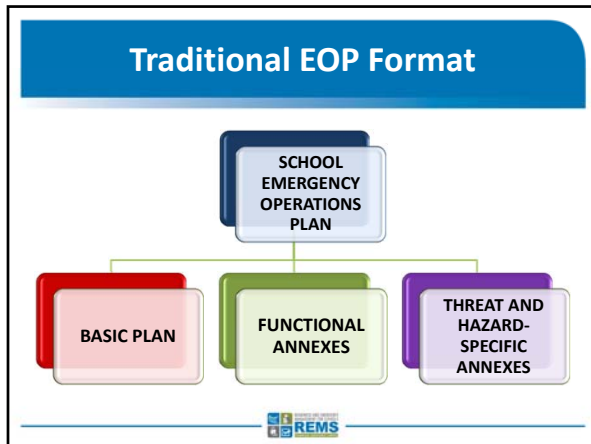 Traditional EOP Format
SCHOOL
EMERGENCY
OPERATIONS
PLAN
BASIC PLAN
FUNCTIONAL
ANNEXES
THREAT AND
HAZARD-
SPECIFIC
ANNEXES
REMS